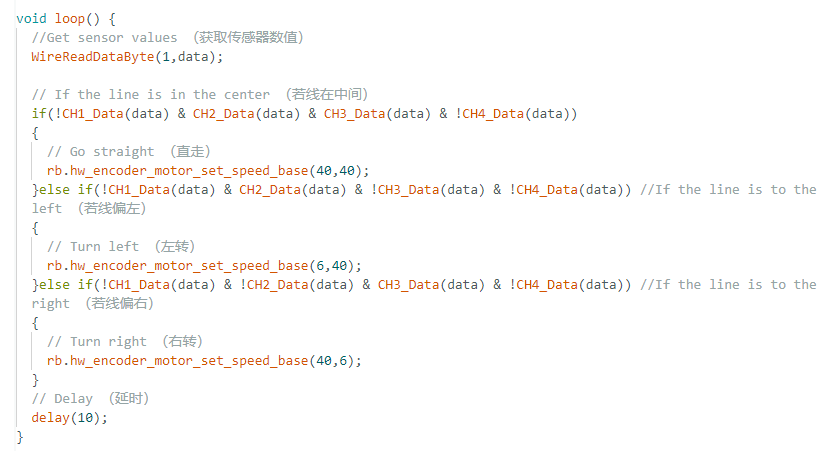 void loop() {
//Get sensor values （获取传感器数值）
WireReadDataByte(1,data);
// If the line is in the center （若线在中间）
if(!CH1_Data(data) & CH2_Data(data) & CH3_Data(data) & !CH4_Data(data))
{
// Go straight （直走）
rb.hw_encoder_motor_set_speed_base(40,40);
}else if(!CH1_Data(data) & CH2_Data(data) & !CH3_Data(data) & !CH4_Data(data)) //If the line is to the
left （若线偏左）
{
// Turn left （左转）
rb.hw_encoder_motor_set_speed_base(6,40);
}else if(!CH1_Data(data) & !CH2_Data(data) & CH3_Data(data) & !CH4_Data(data)) //If the line is to the
right （若线偏右）
{
// Turn right （右转）
rb.hw_encoder_motor_set_speed_base(40,6);
}
// Delay （延时）
delay(10);
}